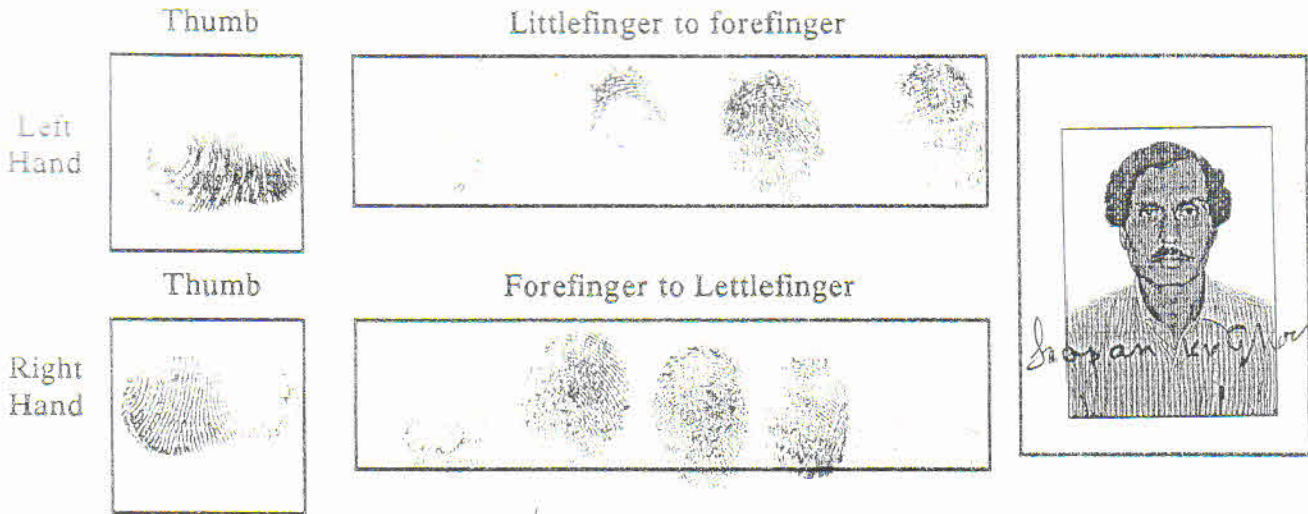 Thumb
Littlefinger to forefinger
Left
Hand
Thumb
Forefinger to Lettlefinger
Right
Hand